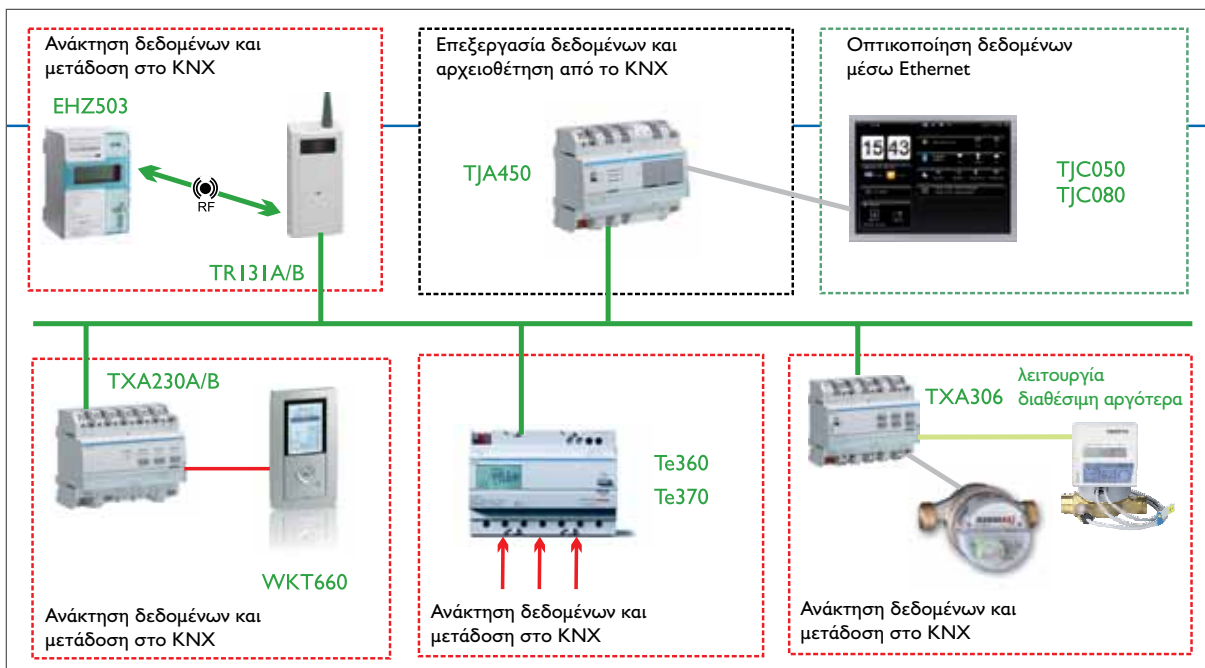 Ανάκτηση δεδομένων και
μετάδοση στο KNX
EHZ503
RF
TR131A/B
Επεξεργασία δεδομένων και
αρχειοθέτηση από το KNX
TJA450
Οπτικοποίηση δεδομένων
μέσω Ethernet
15 43
TJC050
TJC080
TXA230A/B
WKT660
Ανάκτηση δεδομένων και
μετάδοση στο KNX
Te360
Te370
Ανάκτηση δεδομένων και
μετάδοση στο KNX
TXA306
λειτουργία
διαθέσιμη αργότερα
Ανάκτηση δεδομένων και
μετάδοση στο KNX